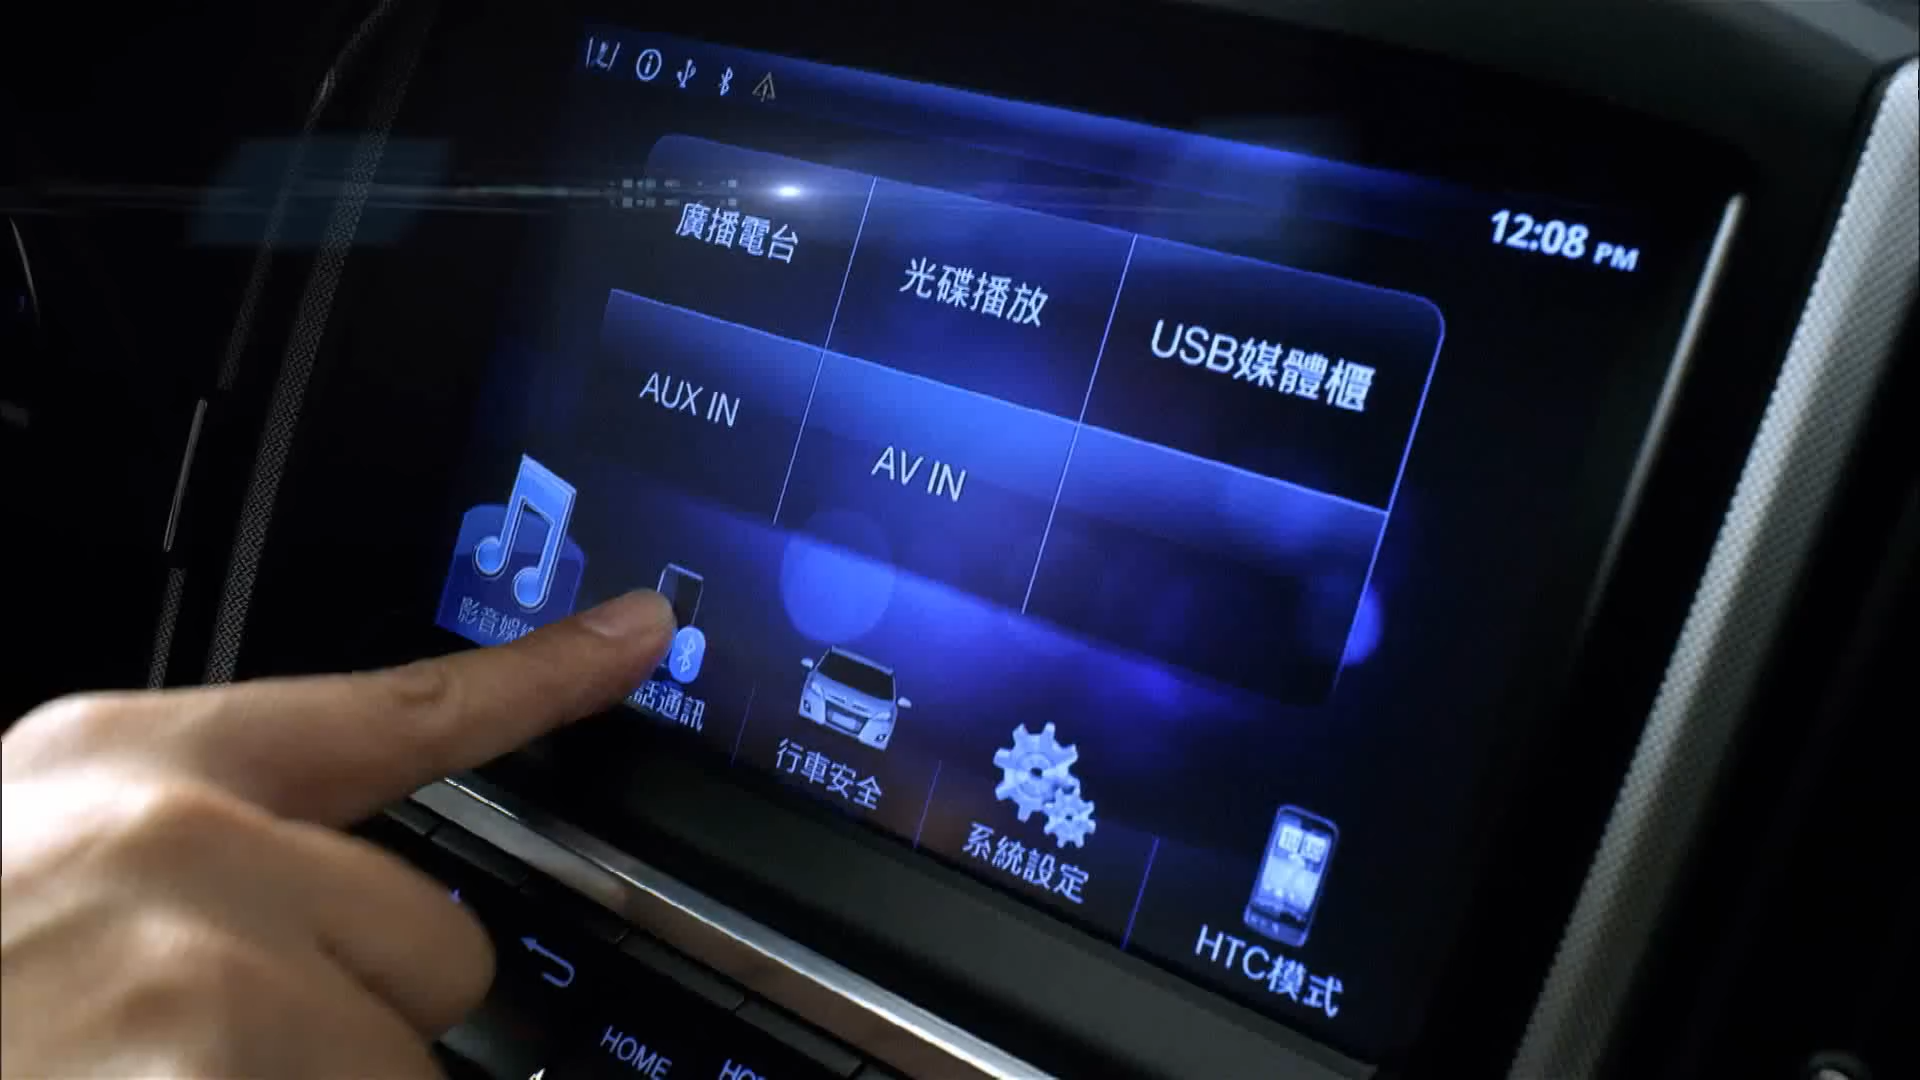 12:08 PM
廣播電台
光碟播放
USB媒體櫃
AUX IN
AV IN
影音娛
話通訊
行車安全
系統設定
HTC模式
HOME